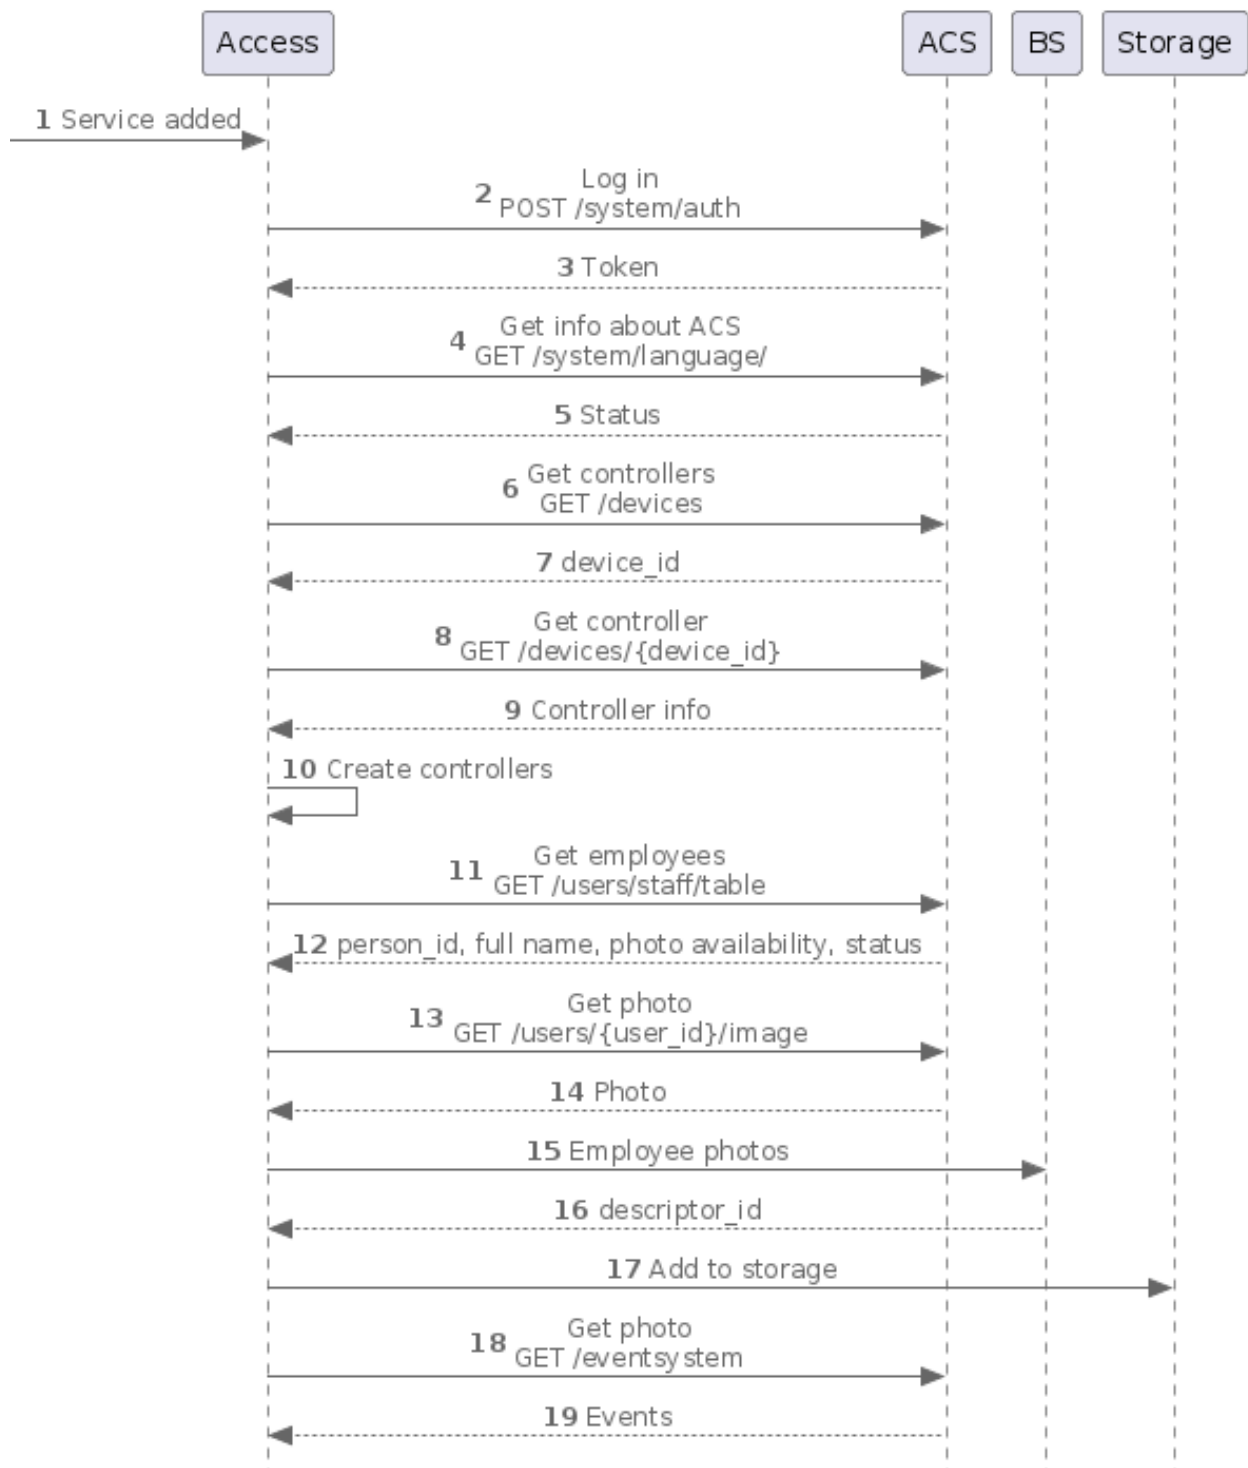 Access ACS BS Storage
1 Service added
Log in
2 POST /system/auth
3 Token
Get info about ACS
4 GET /system/language/
5 Status
Get controllers
6 GET /devices
7 device_id
Get controller
8 GET /devices/{device_id}
9 Controller info
10 Create controllers
Get employees
11 GET /users/staff/table
12 person_id, full name, photo availability, status
Get photo
13 GET /users/{user_id}/image
14 Photo
15 Employee photos
16 descriptor_id
17 Add to storage
Get photo
18 GET /eventsystem
19 Events